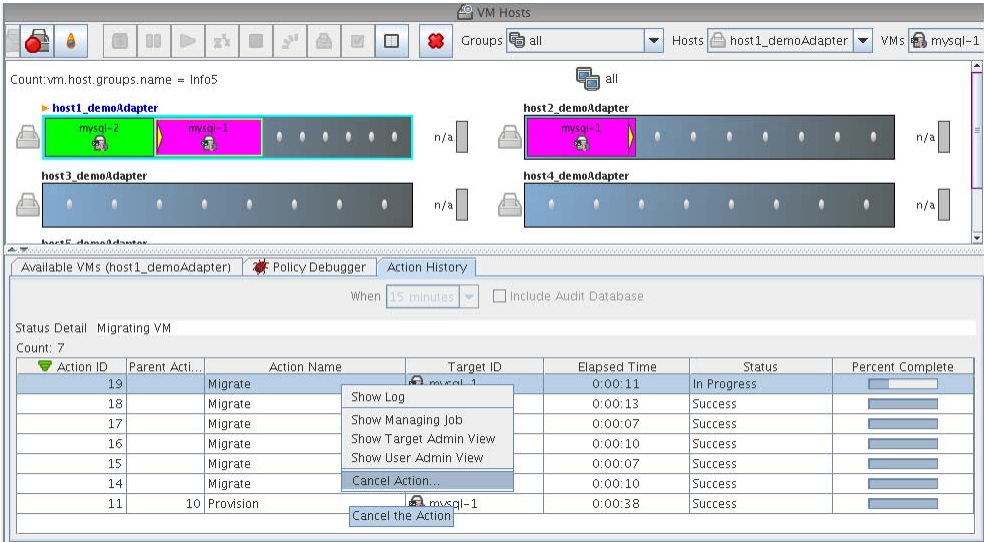 VM Hosts
Groups all Hosts host1_demoAdapter VMs mysql-1
Count:vm.host.groups.name = Info5 all
host1_demoAdapter host2_demoAdapter
mysql-2 mysql-1 n/a mysql-1 n/a
host3_demoAdapter host4_demoAdapter
n/a n/a
host5_demoAdapter
Available VMs (host1_demoAdapter) Policy Debugger Action History
When 15 minutes Include Audit Database
Status Detail Migrating VM
Count: 7
Action ID Parent Acti... Action Name Target ID Elapsed Time Status Percent Complete
19 Migrate mysql-1 0:00:11 In Progress
18 Migrate 0:00:13 Success
17 Migrate 0:00:07 Success
16 Migrate 0:00:10 Success
15 Migrate 0:00:07 Success
14 Migrate 0:00:10 Success
11 10 Provision mysql-1 0:00:38 Success
Show Log
Show Managing Job
Show Target Admin View
Show User Admin View
Cancel Action...
Cancel the Action